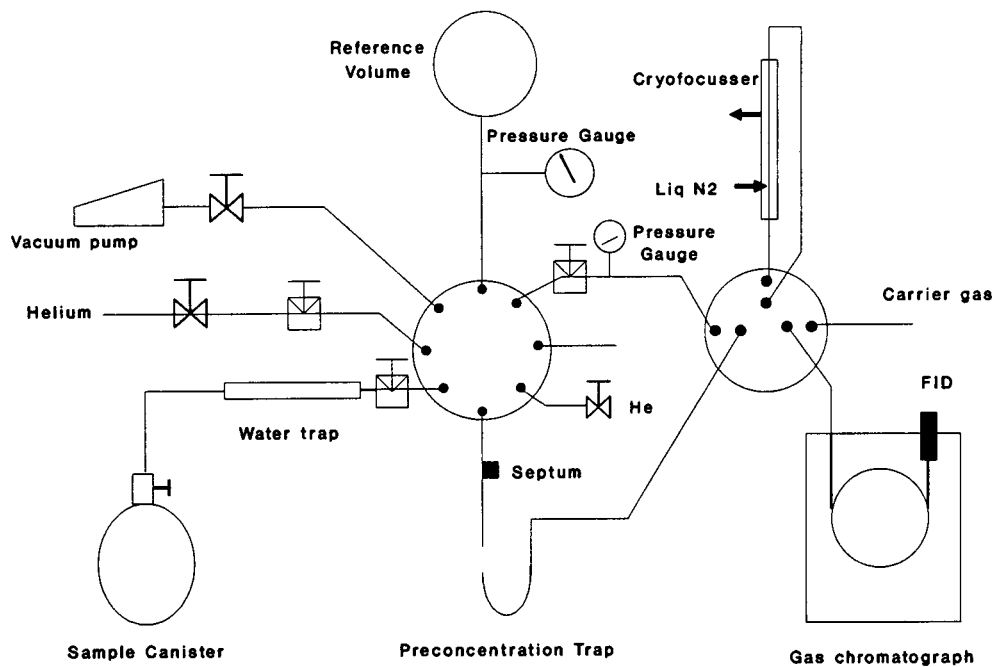 Reference
Volume
Cryofocusser
Pressure Gauge
Liq N2
Vacuum pump
Pressure
Gauge
Helium
Carrier gas
He
FID
Water trap
Septum
Sample Canister
Preconcentration Trap
Gas chromatograph